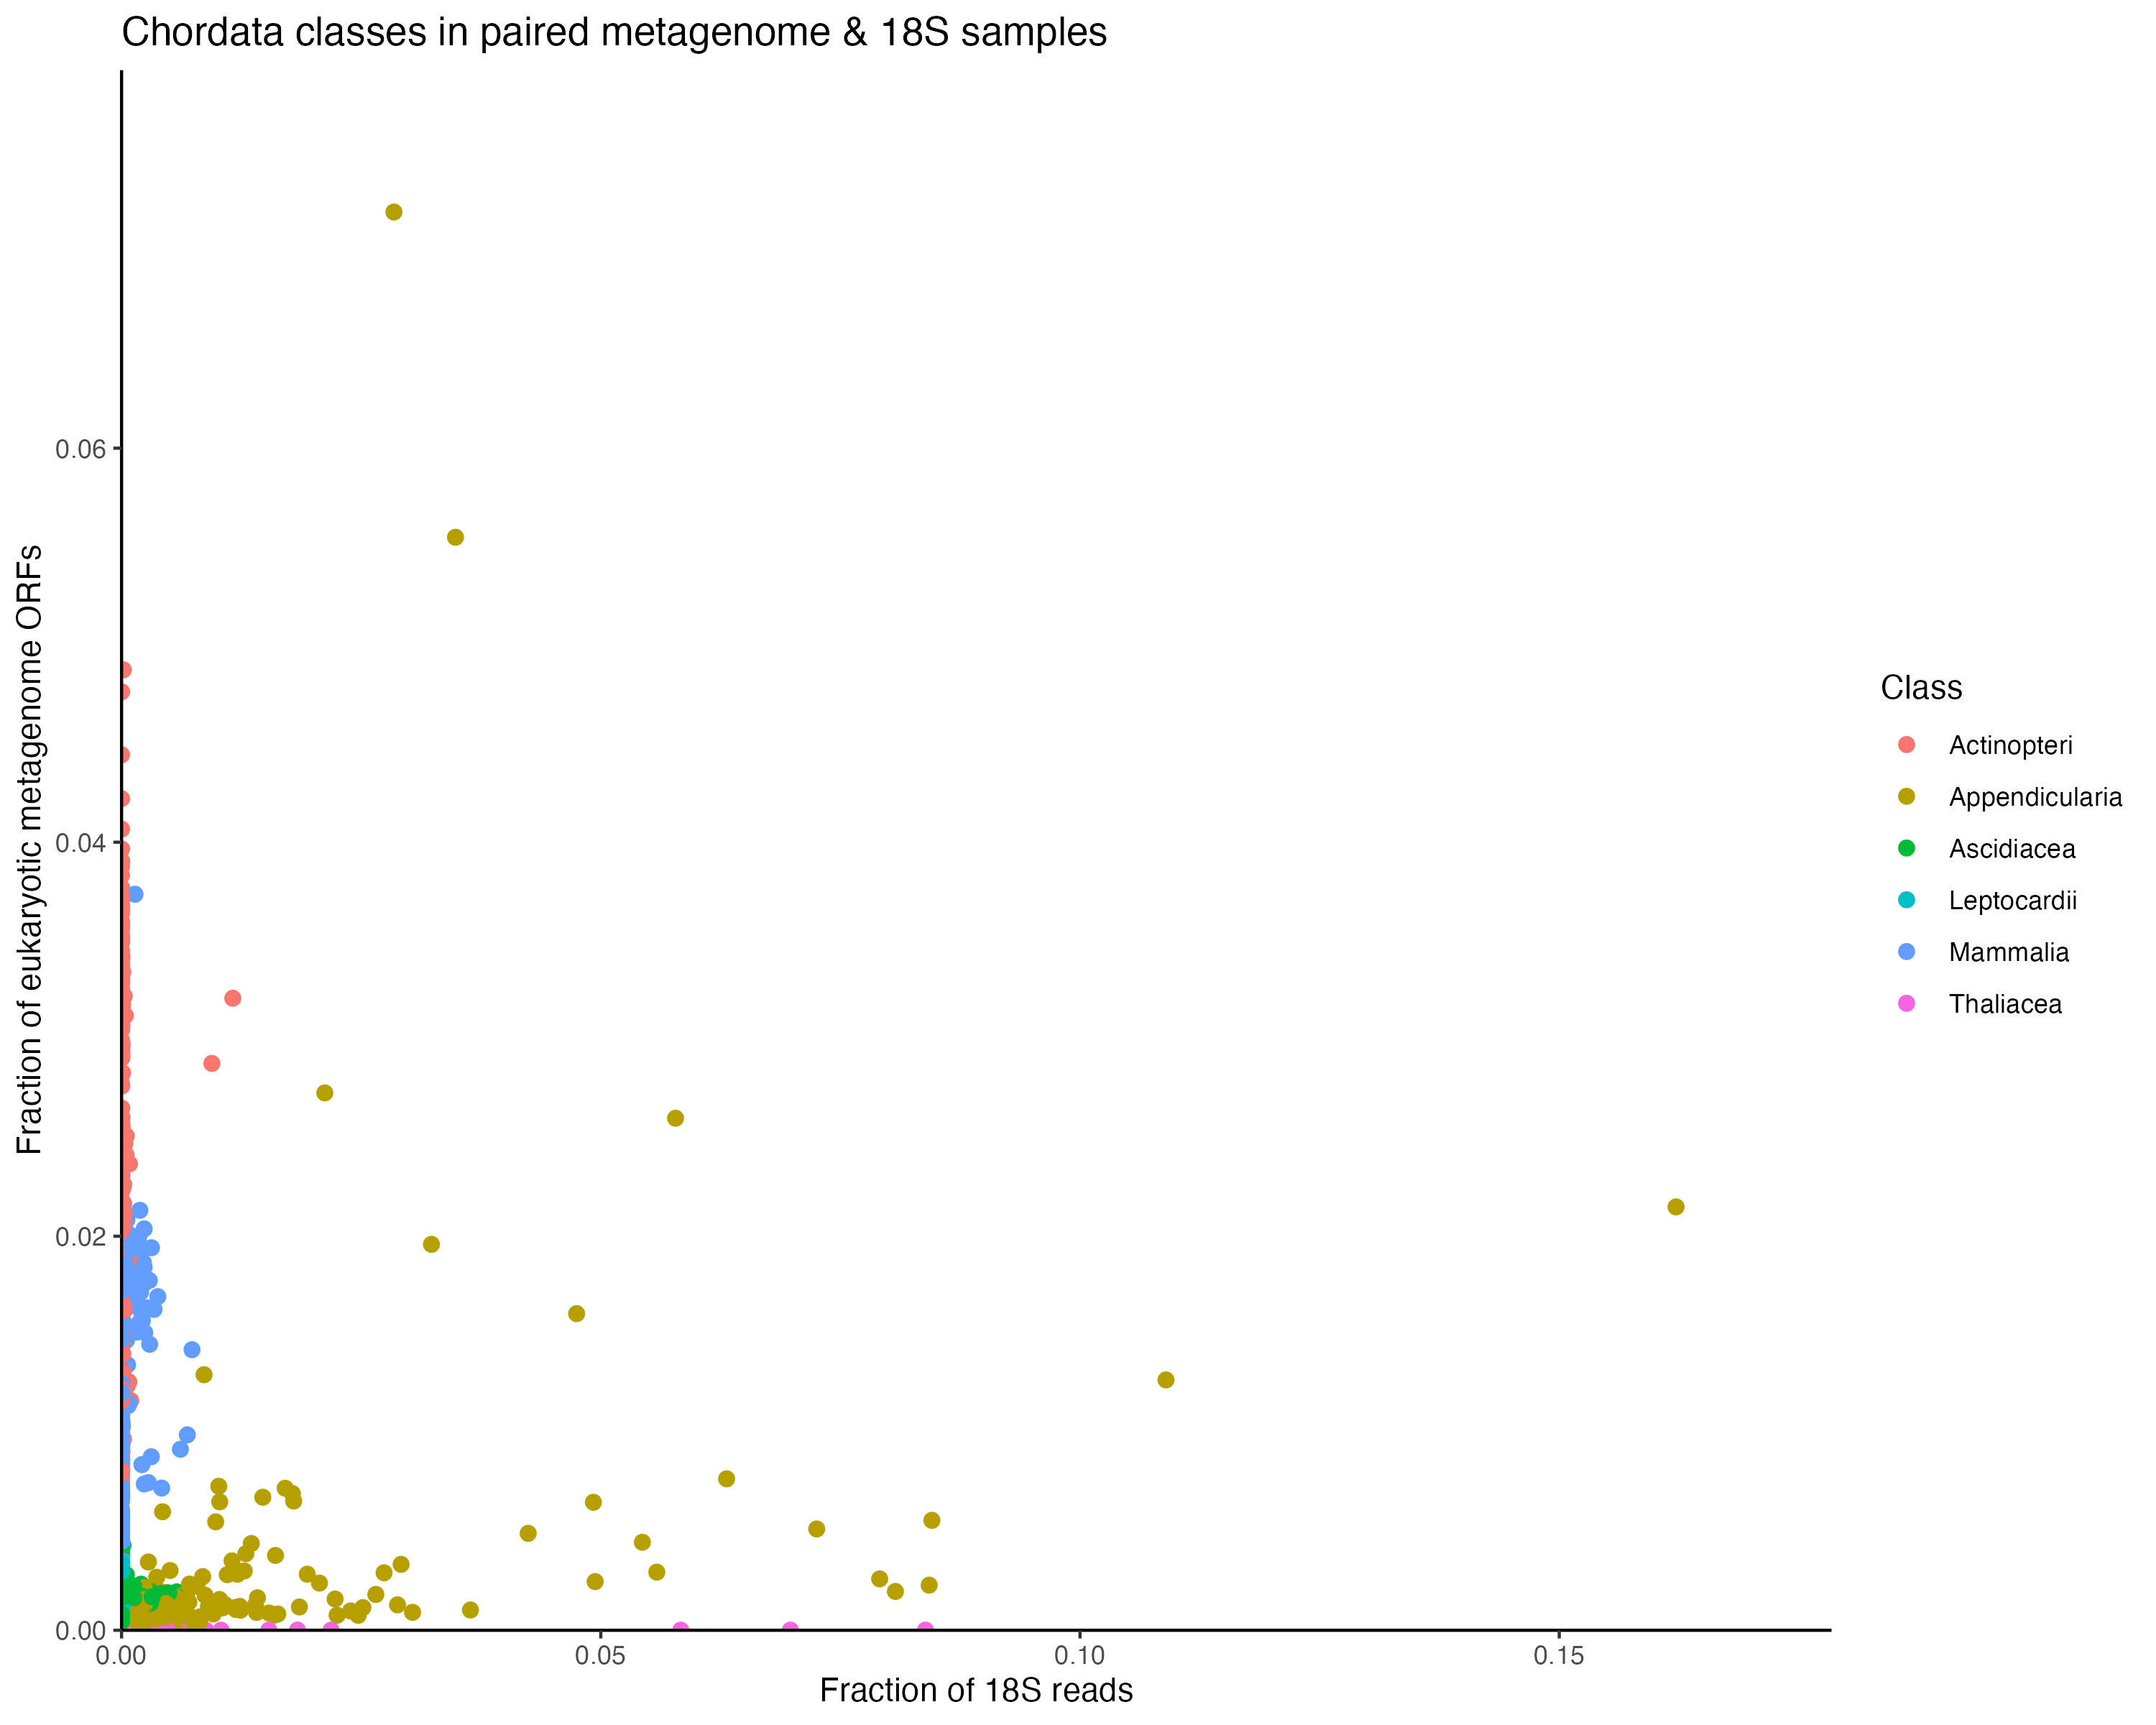 Chordata classes in paired metagenome & 18S samples
Fraction of eukaryotic metagenome ORFs
0.06
0.04
0.02
0.00
0.00 0.05 0.10 0.15
Fraction of 18S reads
Class
Actinopteri
Appendicularia
Ascidiacea
Leptocardii
Mammalia
Thaliacea